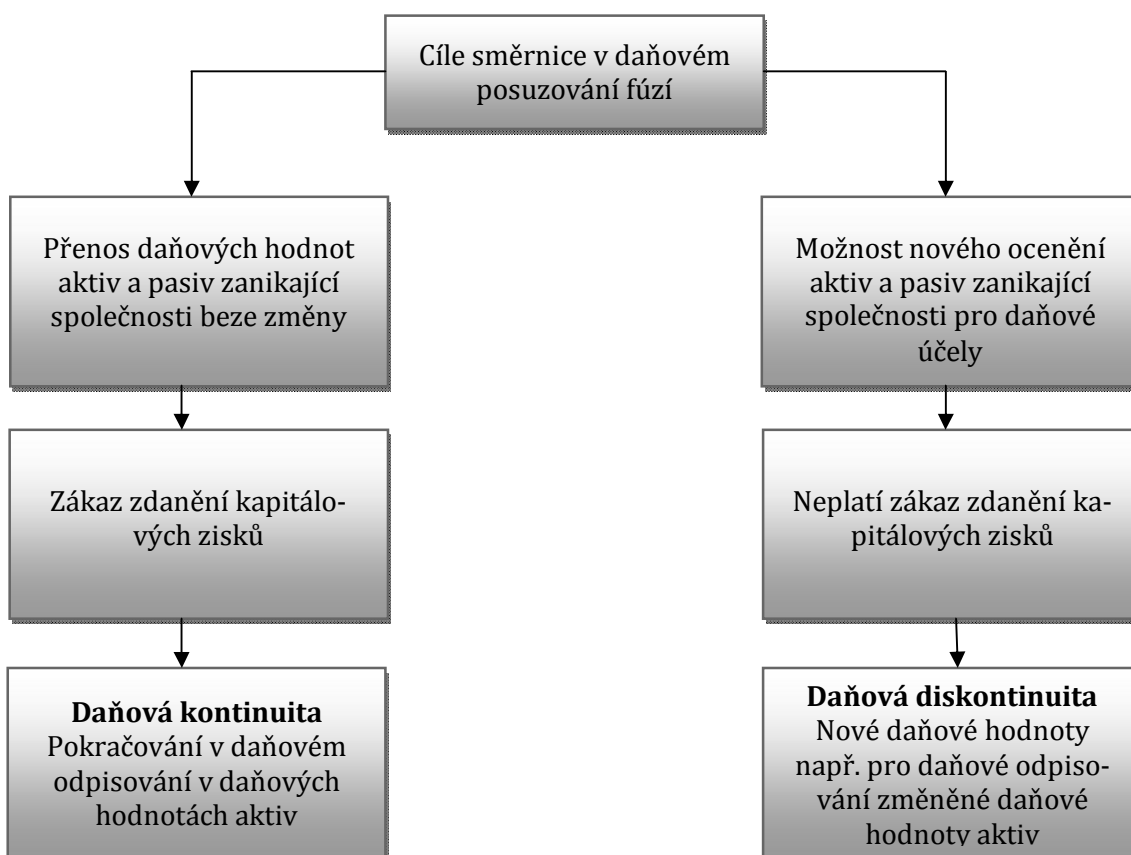 Cíle směrnice v daňovém
posuzování fúzí
Přenos daňových hodnot
aktiv a pasiv zanikající
společnosti beze změny
Možnost nového ocenění
aktiv a pasiv zanikající
společnosti pro daňové
účely
Zákaz zdanění kapitálo-
vých zisků
Neplatí zákaz zdanění ka-
pitálových zisků
Daňová kontinuita
Pokračování v daňovém
odpisování v daňových
hodnotách aktiv
Daňová diskontinuita
Nové daňové hodnoty
např. pro daňové odpiso-
vání změněné daňové
hodnoty aktiv